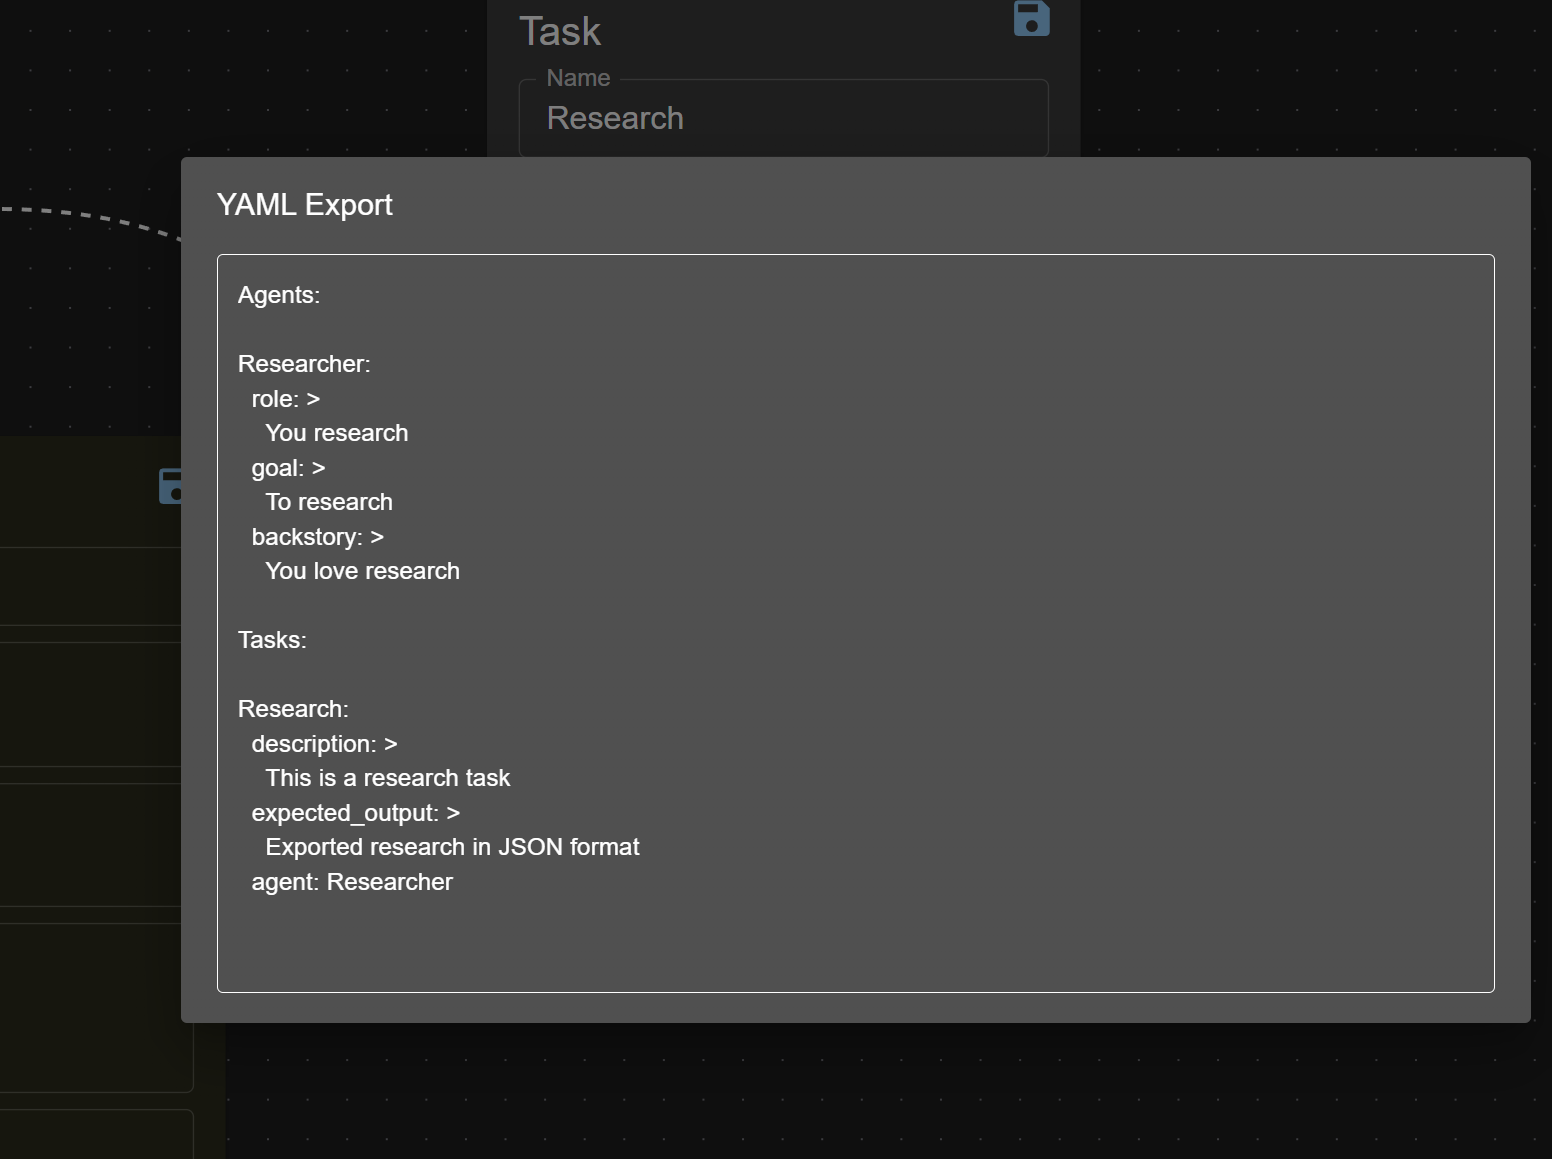 Task
Name
Research
YAML Export
Agents:
Researcher:
role: >
You research
goal: >
To research
backstory: >
You love research
Tasks:
Research:
description: >
This is a research task
expected_output: >
Exported research in JSON format
agent: Researcher